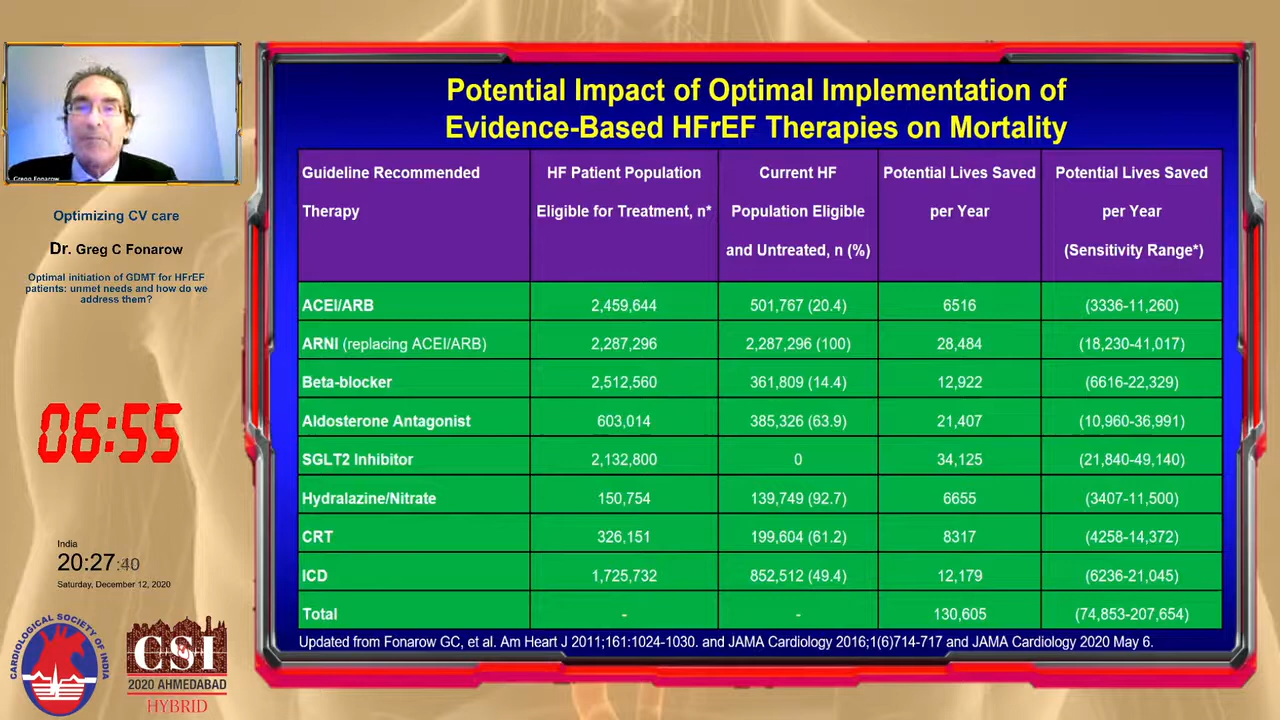 Gregg Fonarow
Optimizing CV care
Dr. Greg C Fonarow
Optimal initiation of GDMT for HFrEF
patients: unmet needs and how do we
address them?
06:55
India
20:27:40
Saturday, December 12, 2020
CARDIOLOGICAL SOCIETY OF INDIA
CSI
2020 AHMEDABAD
HYBRID
Potential Impact of Optimal Implementation of
Evidence-Based HFrEF Therapies on Mortality
Guideline Recommended
Therapy
HF Patient Population
Eligible for Treatment, n*
Current HF
Population Eligible
and Untreated, n (%)
Potential Lives Saved
per Year
Potential Lives Saved
per Year
(Sensitivity Range*)
ACEI/ARB 2,459,644 501,767 (20.4) 6516 (3336-11,260)
ARNI (replacing ACEI/ARB) 2,287,296 2,287,296 (100) 28,484 (18,230-41,017)
Beta-blocker 2,512,560 361,809 (14.4) 12,922 (6616-22,329)
Aldosterone Antagonist 603,014 385,326 (63.9) 21,407 (10,960-36,991)
SGLT2 Inhibitor 2,132,800 0 34,125 (21,840-49,140)
Hydralazine/Nitrate 150,754 139,749 (92.7) 6655 (3407-11,500)
CRT 326,151 199,604 (61.2) 8317 (4258-14,372)
ICD 1,725,732 852,512 (49.4) 12,179 (6236-21,045)
Total - - 130,605 (74,853-207,654)
Updated from Fonarow GC, et al. Am Heart J 2011;161:1024-1030. and JAMA Cardiology 2016;1(6)714-717 and JAMA Cardiology 2020 May 6.